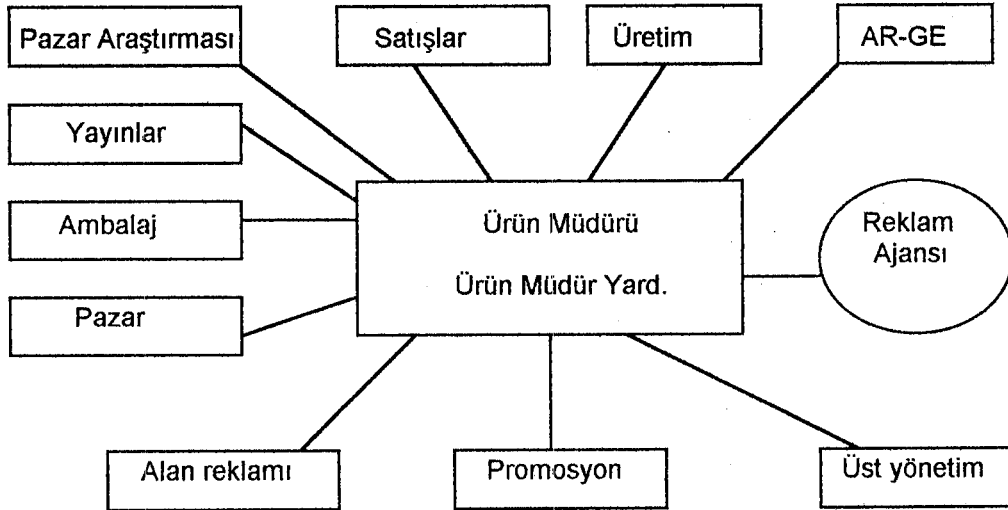 Pazar Araştırması
Satışlar
Üretim
AR-GE
Yayınlar
Ambalaj
Pazar
Ürün Müdürü
Ürün Müdür Yard.
Reklam
Ajansı
Alan reklamı
Promosyon
Üst yönetim